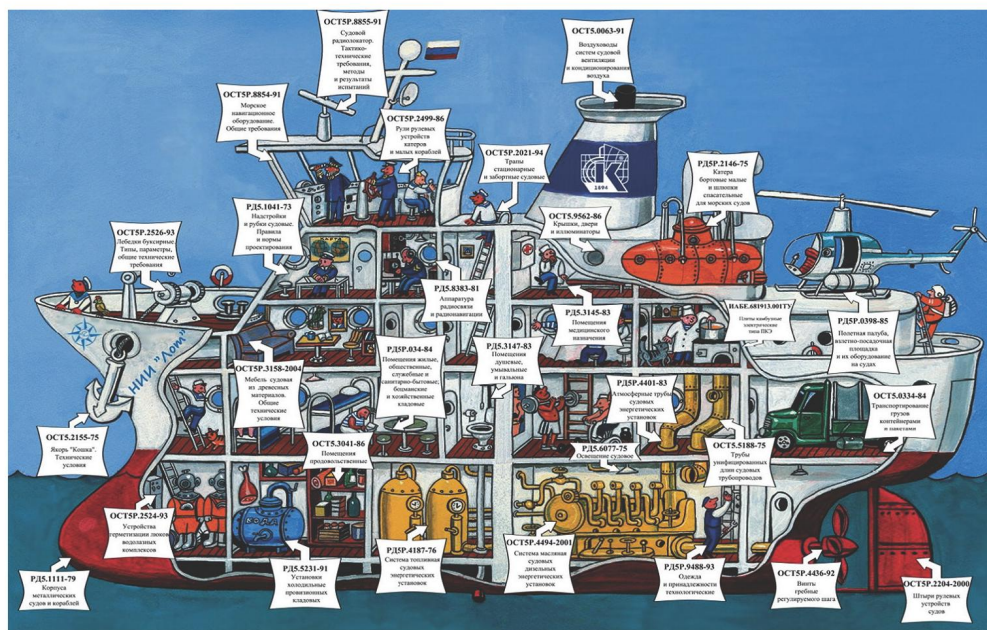 ОСТ5Р.8855-91
Судовой
радиолокатор.
Тактико-
технические
требования,
методы
и результаты
испытаний
ОСТ5.0063-91
Воздуховоды
систем судовой
вентиляции
и кондиционирования
воздуха
ОСТ5Р.8854-91
Морское
навигационное
оборудование.
Общие требования
ОСТ5Р.2499-86
Рули рулевых
устройств
катеров
и малых кораблей
ОСТ5Р.2021-94
Трапы
стационарные
и забортные судовые
РД5Р.2146-75
Катера
бортовые малые
и шлюпки
спасательные
для морских судов
1894
РД5.1041-73
Надстройки
и рубки судовые.
Правила
и нормы
проектирования
ОСТ5.9562-86
Крышки, двери
и иллюминаторы
ОСТ5Р.2526-93
Лебедки буксирные.
Типы, параметры,
общие технические
требования
РД5.8383-81
Аппаратура
радиосвязи
и радионавигации
РД5.3145-83
Помещения
медицинского
назначения
ИАБЕ.681913.001ТУ
Плиты камбузные
электрические
типа ПКЭ
РД5Р.0398-85
Полетная палуба,
взлетно-посадочная
площадка
и их оборудование
на судах
НИИ "Лот"
ОСТ5Р.3158-2004
Мебель судовая
из древесных
материалов.
Общие
технические
условия
РД5Р.034-84
Помещения жилые,
общественные,
служебные и
санитарно-бытовые;
боцманские
и хозяйственные
кладовые
РД5.3147-83
Помещения
душевые,
умывальные
и гальюна
РД5Р.4401-83
Атмосферные трубы
судовых
энергетических
установок
ОСТ5.0334-84
Транспортирование
грузов
контейнерами
и пакетами
ОСТ5.2155-75
Якорь "Кошка".
Технические
условия
ОСТ5.3041-86
Помещения
продовольственные
РД5.6077-75
Освещение судовое
ОСТ5.5188-75
Трубы
унифицированных
длин судовых
трубопроводов
ВОДА
ОСТ5Р.2524-93
Устройства
герметизации люков
водолазных
комплексов
РД5.5231-91
Установки
холодильные
провизионных
кладовых
РД5Р.4187-76
Система топливная
судовых
энергетических
установок
ОСТ5Р.4494-2001
Система масляная
судовых
дизельных
энергетических
установок
РД5Р.9488-93
Одежда
и принадлежности
технологические
ОСТ5Р.4436-92
Винты
гребные
регулируемого шага
РД5.1111-79
Корпуса
металлических
судов и кораблей
ОСТ5Р.2204-2000
Штыри рулевых
устройств
судов